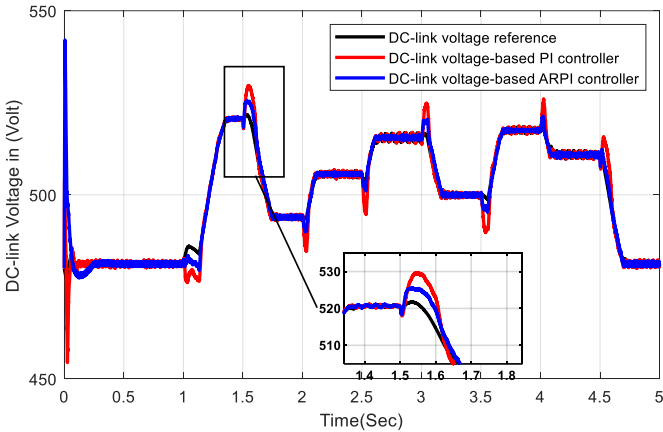 550
DC-link voltage reference
DC-link voltage-based PI controller
DC-link voltage-based ARPI controller
DC-link Voltage in (Volt)
500
530
520
510
1.4 1.5 1.6 1.7 1.8
450
0 0.5 1 1.5 2 2.5 3 3.5 4 4.5 5
Time(Sec)